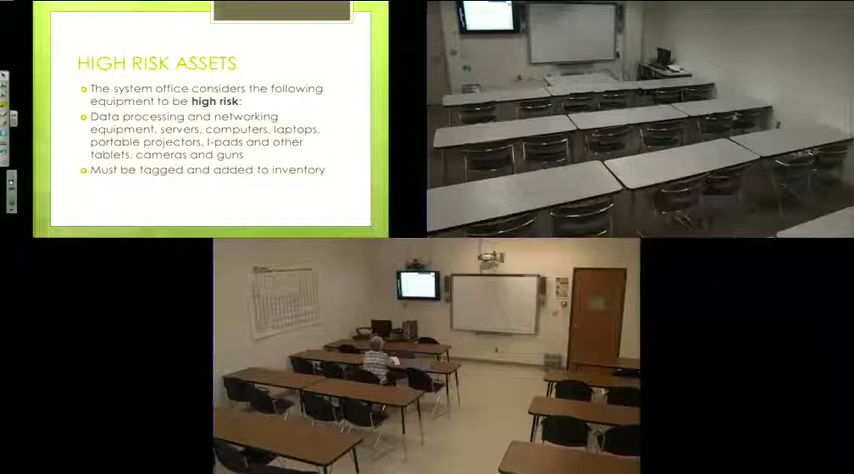 HIGH RISK ASSETS
The system office considers the following
equipment to be high risk:
Data processing and networking
equipment, servers, computers, laptops,
portable projectors, I-pads and other
tablets, cameras and guns
Must be tagged and added to inventory